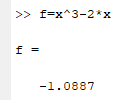 >> f=x^3-2*x
f =
-1.0887